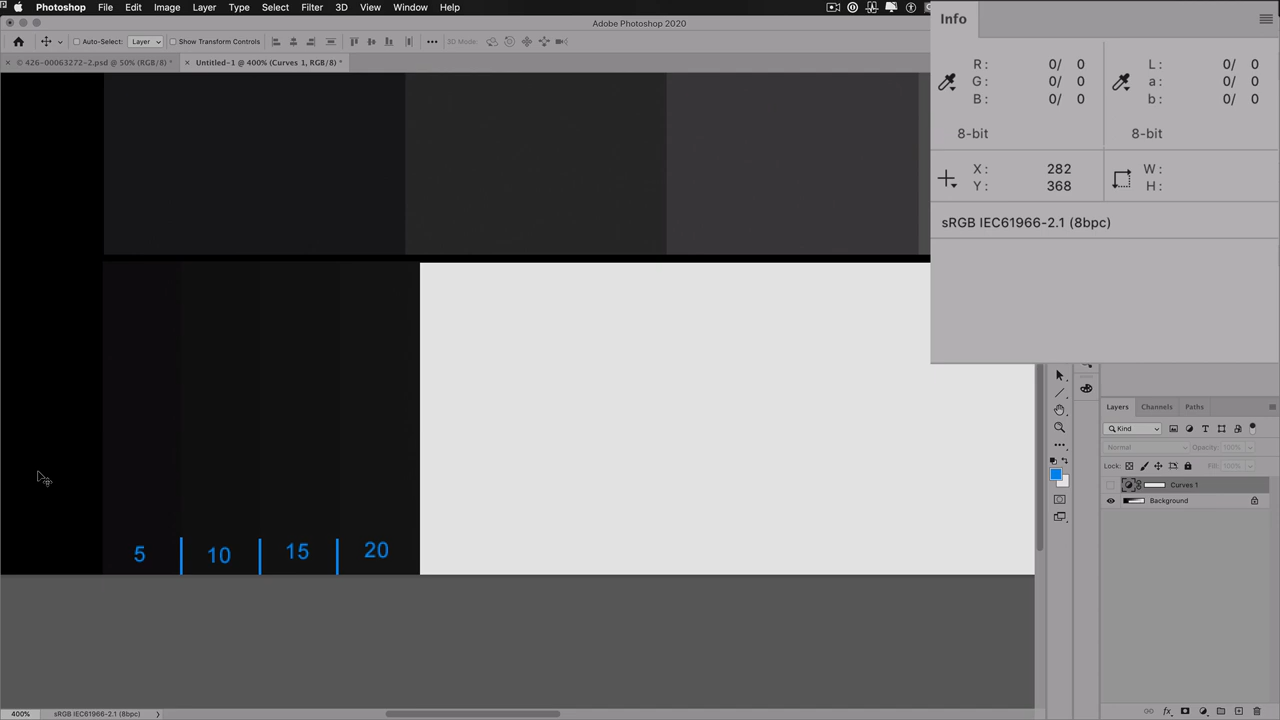 Photoshop File Edit Image Layer Type Select Filter 3D View Window Help
Adobe Photoshop 2020
Auto-Select: Layer Show Transform Controls 3D Mode:
© 426-00063272-2.psd @ 50% (RGB/8) * Untitled-1 @ 400% (Curves 1, RGB/8) *
Info
R: 0/ 0 L: 0/ 0
G: 0/ 0 a: 0/ 0
B: 0/ 0 b: 0/ 0
8-bit 8-bit
X: 282 W:
Y: 368 H:
sRGB IEC61966-2.1 (8bpc)
Layers Channels Paths
Kind
Normal Opacity: 100%
Lock: Fill: 100%
Curves 1
Background
5 10 15 20
400% sRGB IEC61966-2.1 (8bpc)